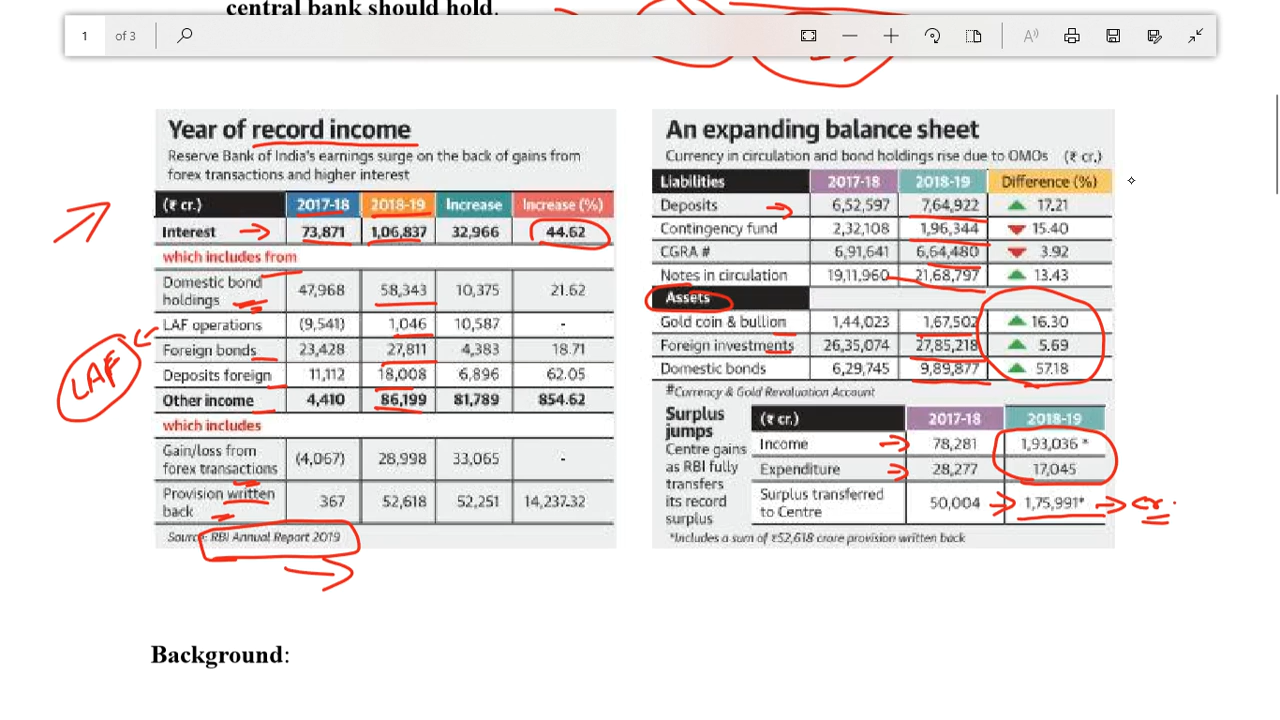 central bank should hold.
1 of 3
Year of record income
Reserve Bank of India's earnings surge on the back of gains from
forex transactions and higher interest
(₹ cr.) 2017-18 2018-19 Increase Increase (%)
Interest 73,871 1,06,837 32,966 44.62
which includes from
Domestic bond
holdings 47,968 58,343 10,375 21.62
LAF operations (9,541) 1,046 10,587 -
Foreign bonds 23,428 27,811 4,383 18.71
Deposits foreign 11,112 18,008 6,896 62.05
Other income 4,410 86,199 81,789 854.62
which includes
Gain/loss from
forex transactions (4,067) 28,998 33,065 -
Provision written
back 367 52,618 52,251 14,237.32
Source: RBI Annual Report 2019
LAF
An expanding balance sheet
Currency in circulation and bond holdings rise due to OMOs (₹ cr.)
Liabilities 2017-18 2018-19 Difference (%)
Deposits 6,52,597 7,64,922 17.21
Contingency fund 2,32,108 1,96,344 15.40
CGRA # 6,91,641 6,64,480 3.92
Notes in circulation 19,11,960 21,68,797 13.43
Assets
Gold coin & bullion 1,44,023 1,67,502 16.30
Foreign investments 26,35,074 27,85,218 5.69
Domestic bonds 6,29,745 9,89,877 57.18
#Currency & Gold Revaluation Account
Surplus
jumps
Centre gains
as RBI fully
transfers
its record
surplus
(₹ cr.) 2017-18 2018-19
Income 78,281 1,93,036 *
Expenditure 28,277 17,045
Surplus transferred
to Centre 50,004 1,75,991*
cr.
*Includes a sum of ₹52,618 crore provision written back
Background: